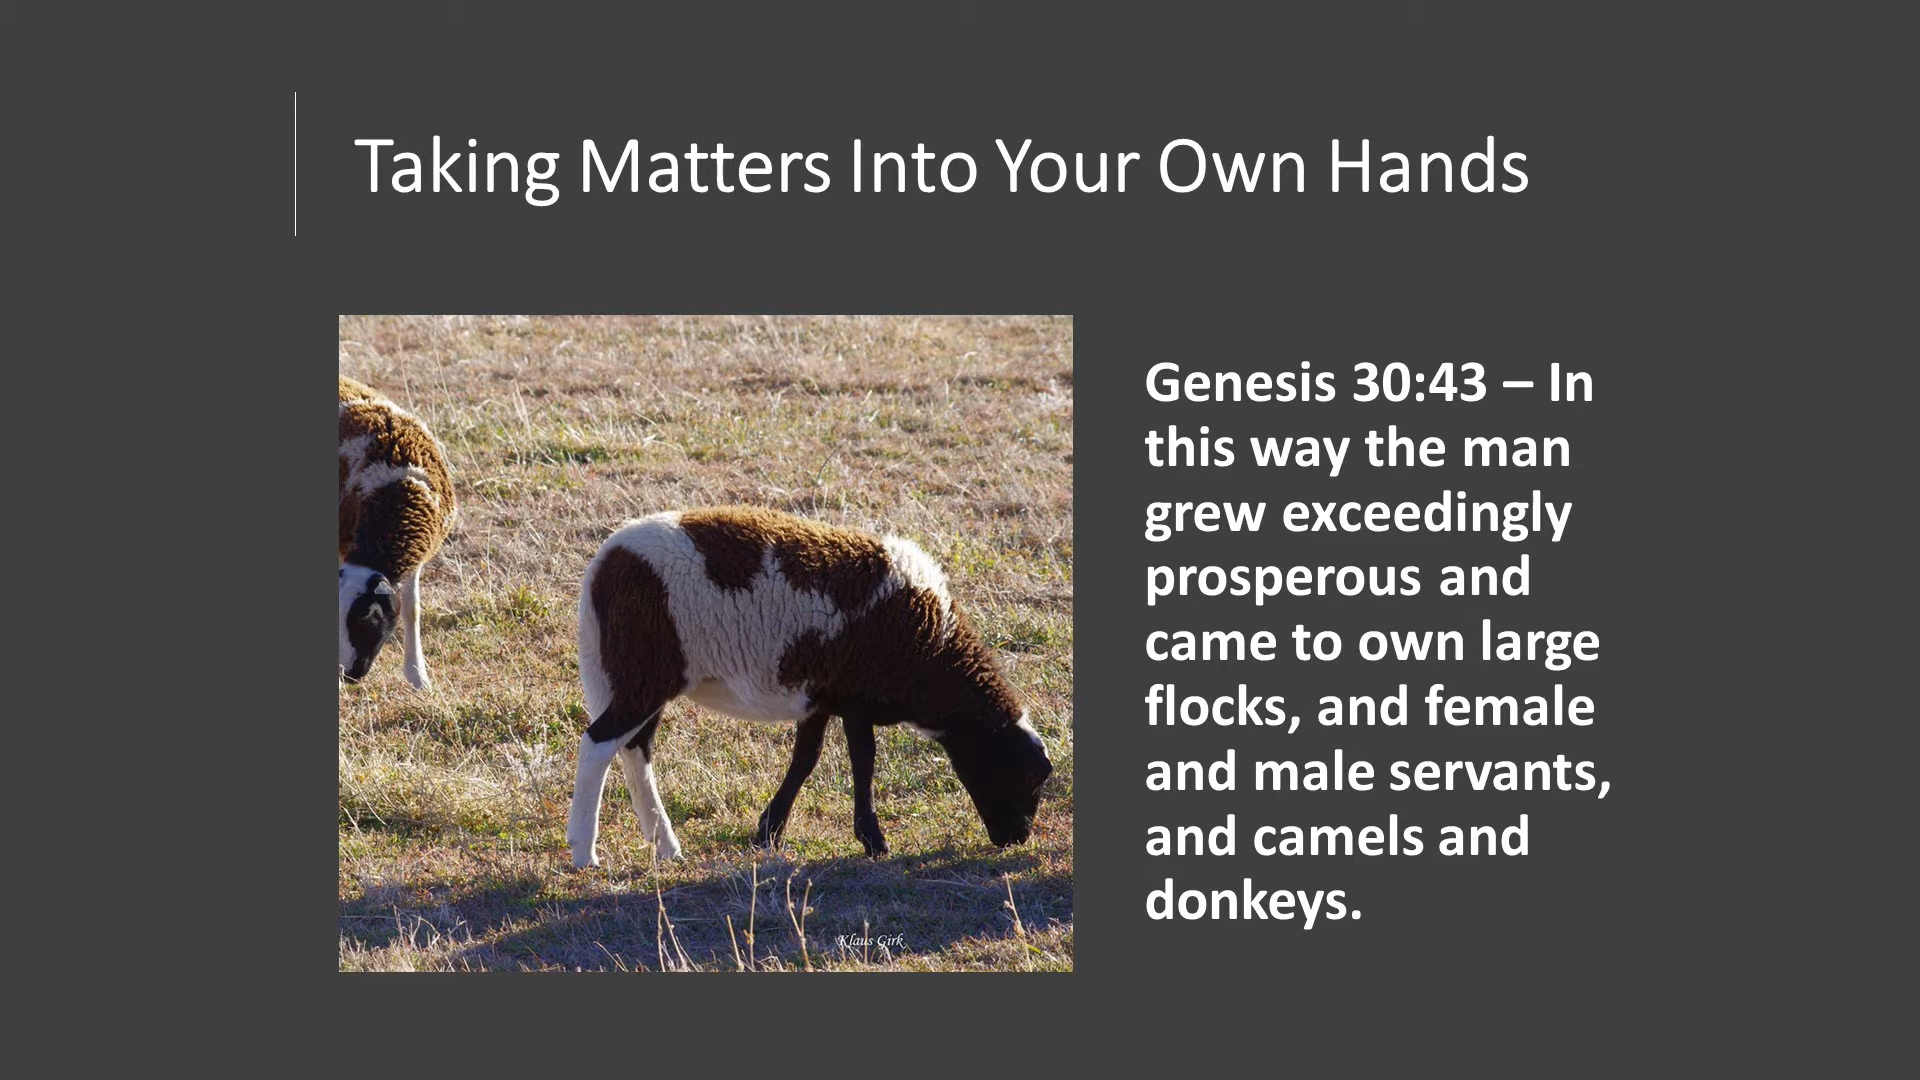 Taking Matters Into Your Own Hands
Genesis 30:43 – In
this way the man
grew exceedingly
prosperous and
came to own large
flocks, and female
and male servants,
and camels and
donkeys.
Klaus Girk